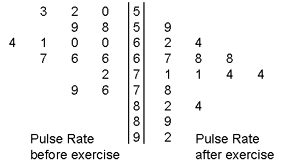 3 2 0 5
9 8 5 9
4 1 0 0 6 2 4
7 6 6 6 7 8 8
2 7 1 1 4 4
9 6 7 8
8 2 4
8 9
9 2
Pulse Rate before exercise
Pulse Rate after exercise